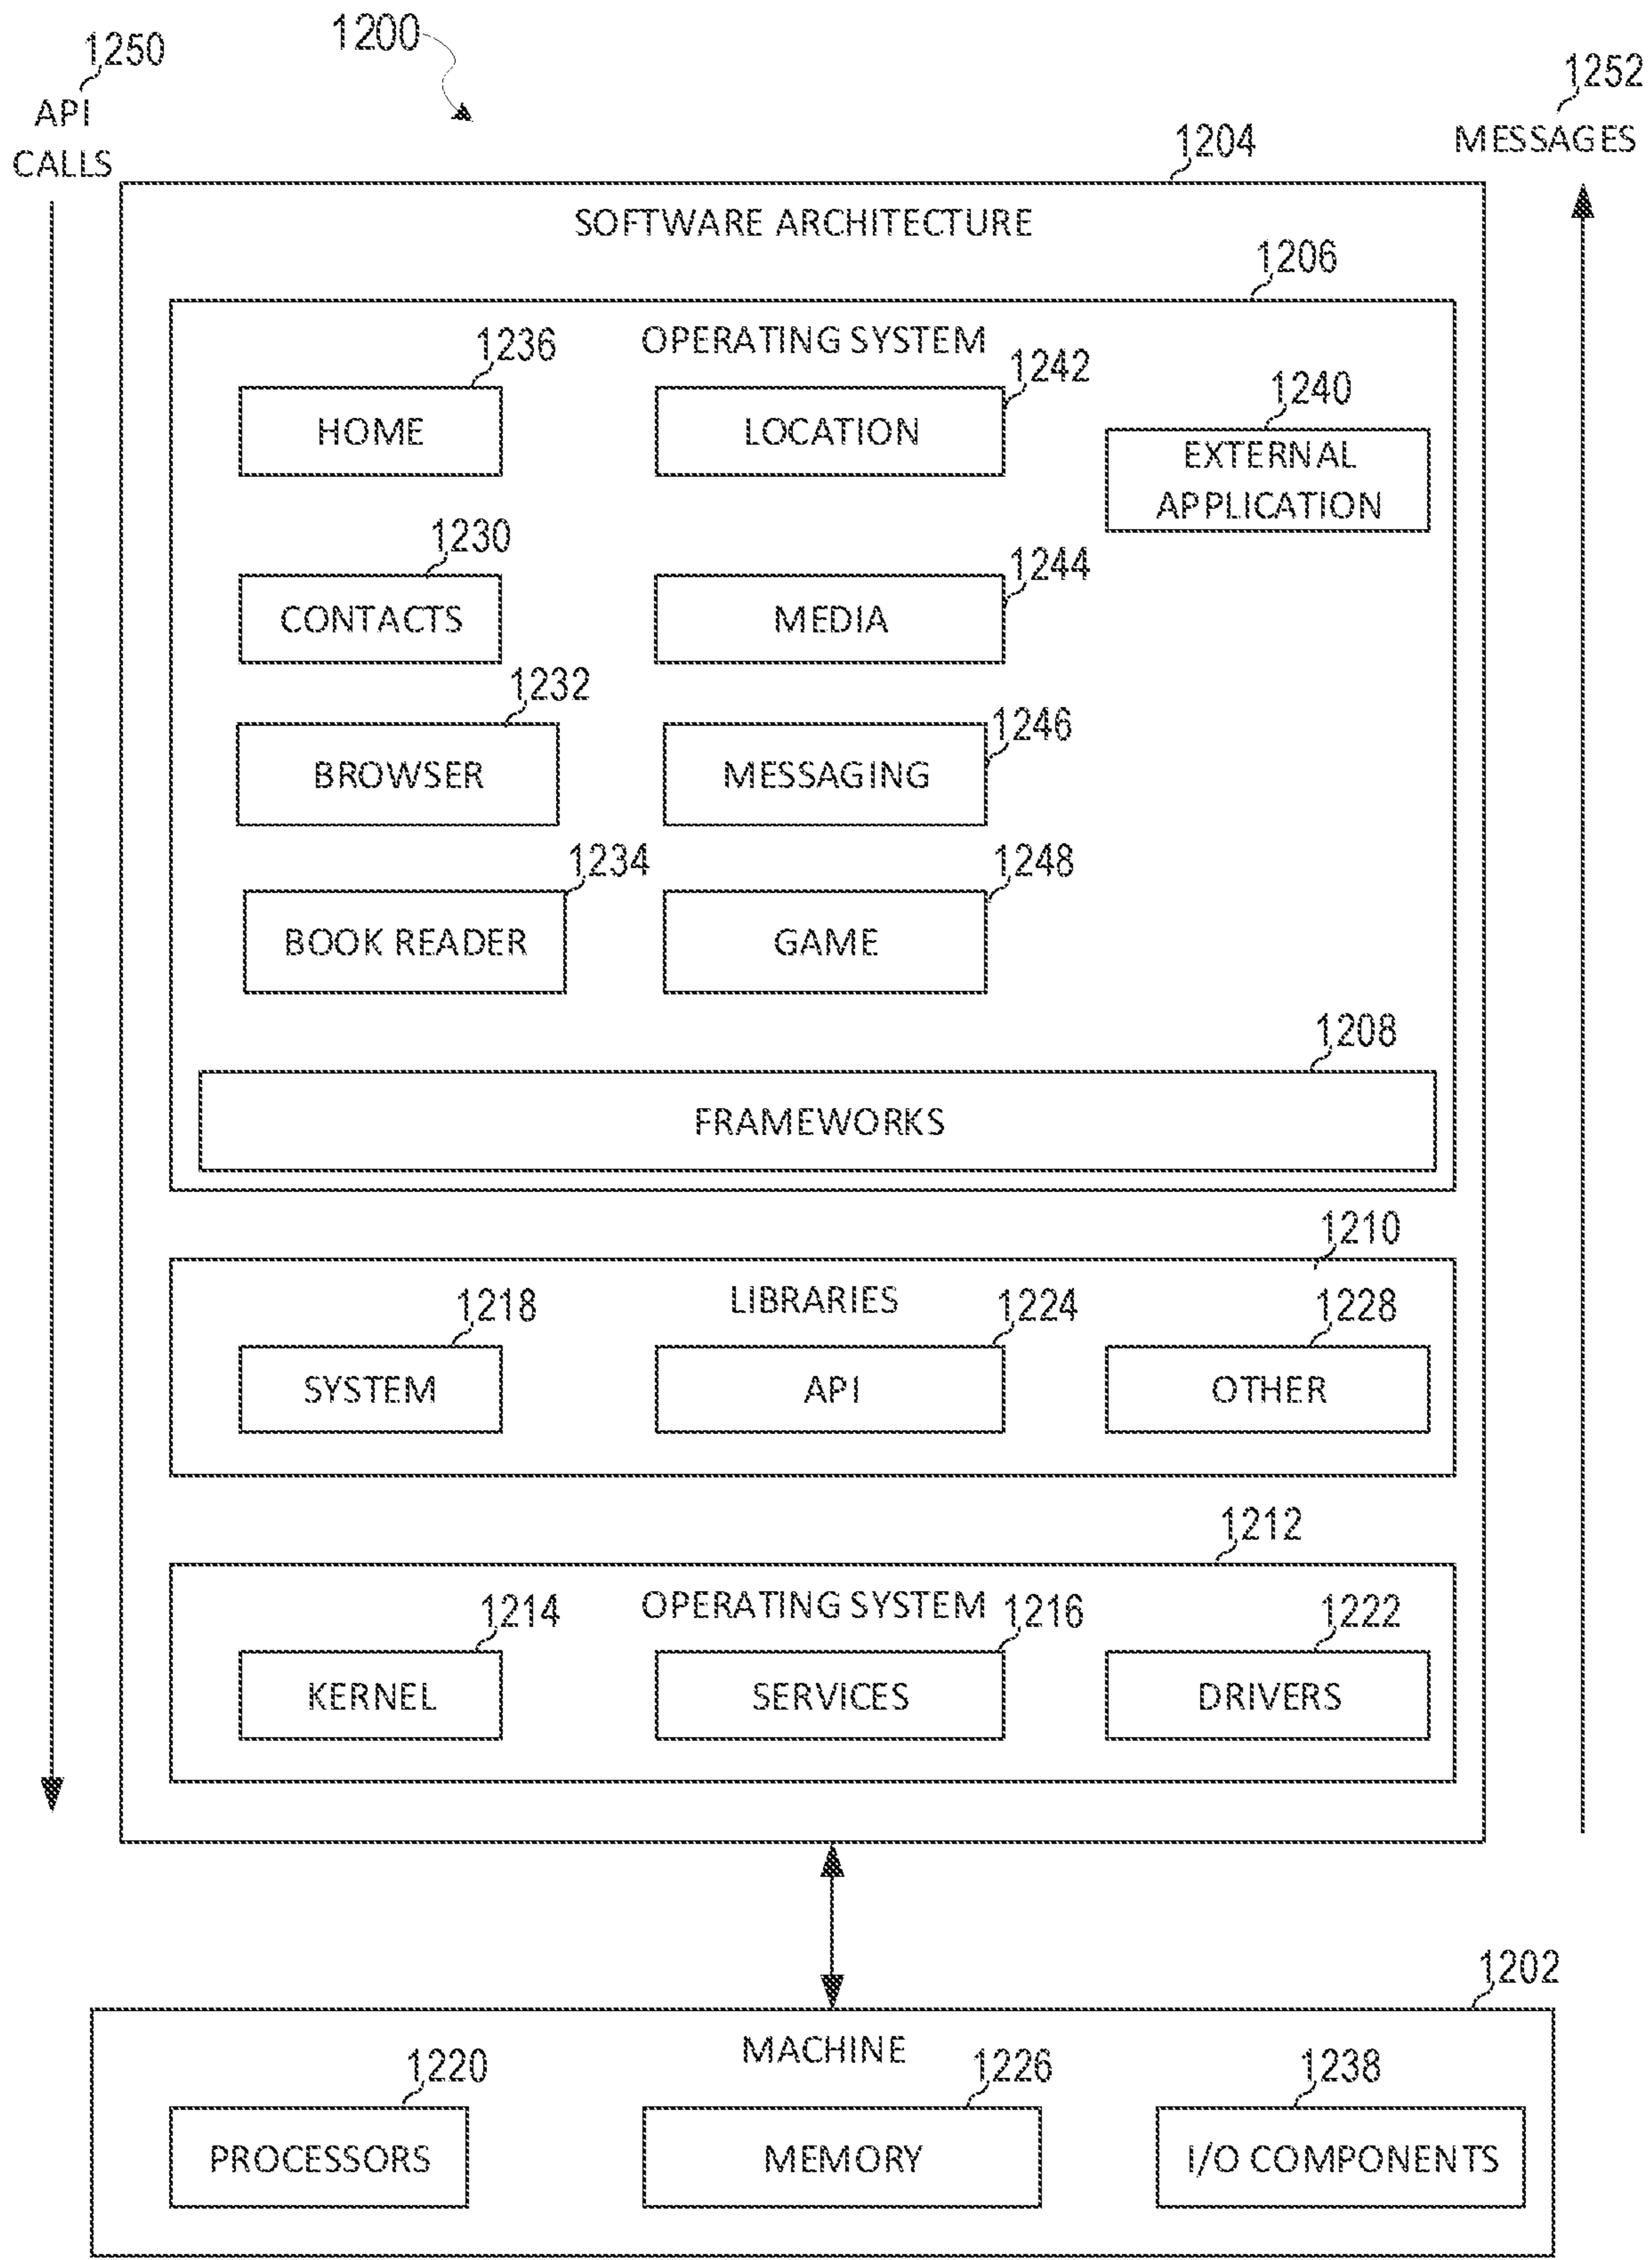 1250
API
CALLS
1200
1252
MESSAGES
1204
SOFTWARE ARCHITECTURE
1206
OPERATING SYSTEM
1236
HOME
1242
LOCATION
1240
EXTERNAL
APPLICATION
1230
CONTACTS
1244
MEDIA
1232
BROWSER
1246
MESSAGING
1234
BOOK READER
1248
GAME
1208
FRAMEWORKS
1210
LIBRARIES
1218
SYSTEM
1224
API
1228
OTHER
1212
OPERATING SYSTEM
1214
KERNEL
1216
SERVICES
1222
DRIVERS
1202
MACHINE
1220
PROCESSORS
1226
MEMORY
1238
I/O COMPONENTS